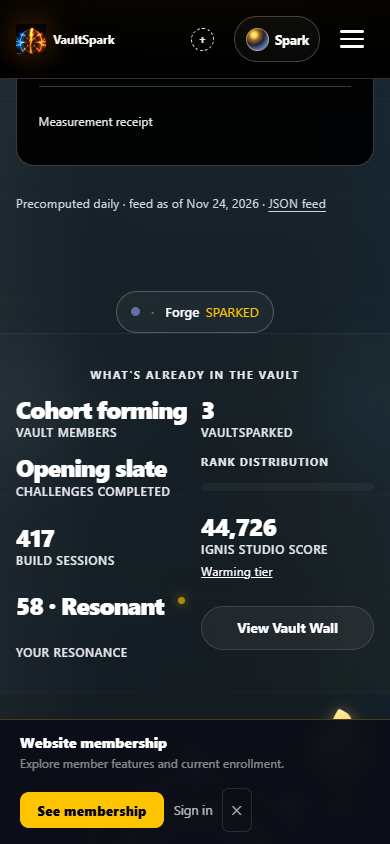 VaultSpark
+
Spark
Measurement receipt
Precomputed daily · feed as of Nov 24, 2026 · JSON feed
· Forge SPARKED
WHAT'S ALREADY IN THE VAULT
Cohort forming
VAULT MEMBERS
3
VAULTSPARKED
Opening slate
CHALLENGES COMPLETED
RANK DISTRIBUTION
417
BUILD SESSIONS
44,726
IGNIS STUDIO SCORE
Warming tier
58 · Resonant
YOUR RESONANCE
View Vault Wall
Website membership
Explore member features and current enrollment.
See membership
Sign in
×